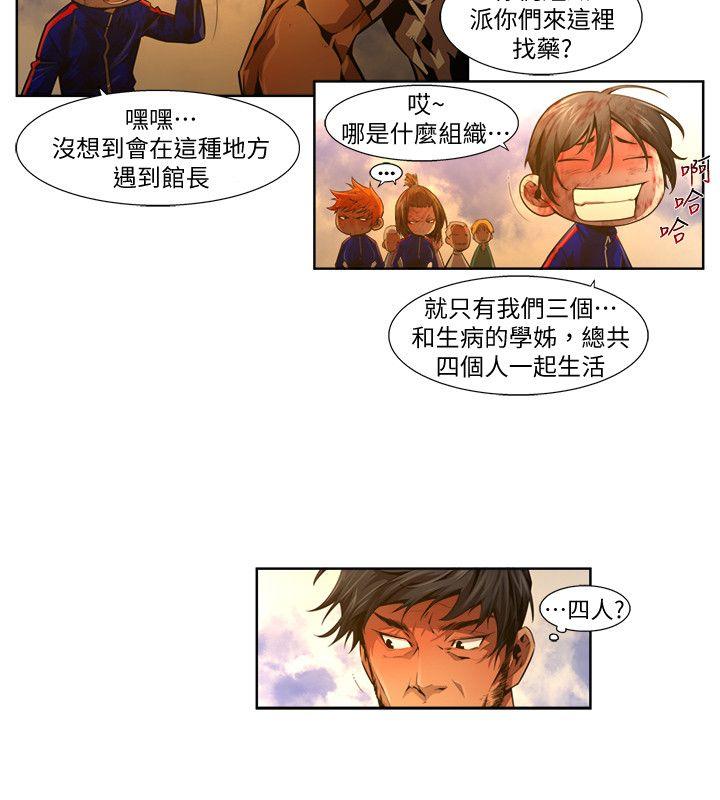 派你們來這裡
找藥?
嘿嘿⋯
沒想到會在這種地方
遇到館長
哎~
哪是什麼組織⋯
⋯
啊
哈
哈
就只有我們三個⋯
和生病的學姊，總共
四個人一起生活
⋯四人?